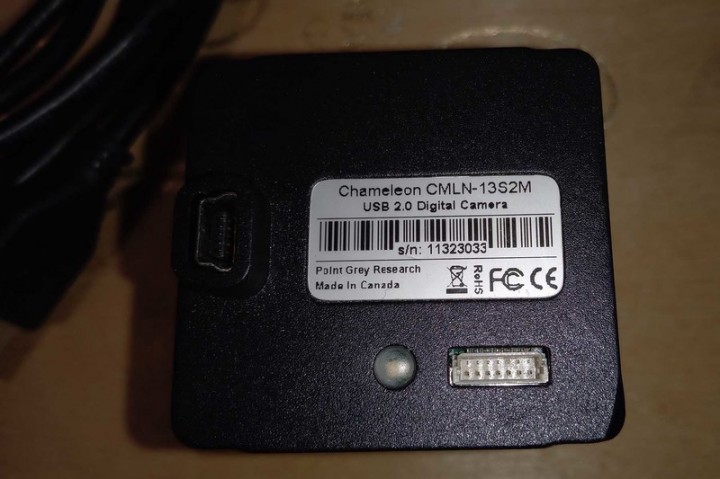 Chameleon CMLN-13S2M
USB 2.0 Digital Camera
s/n: 11323033
Point Grey Research
Made In Canada
RoHS
FC CE